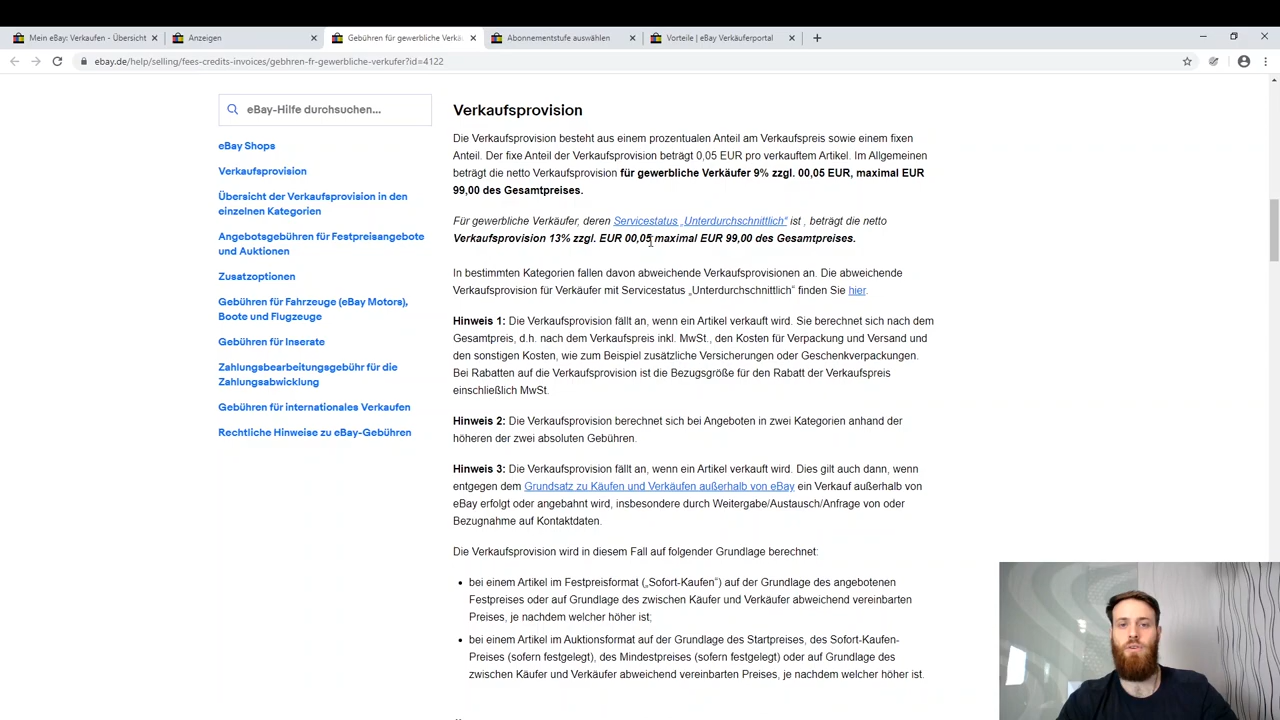 Mein eBay: Verkaufen - Übersicht
Anzeigen
Gebühren für gewerbliche Verkä
Abonnementstufe auswählen
Vorteile | eBay Verkäuferportal
ebay.de/help/selling/fees-credits-invoices/gebhren-fr-gewerbliche-verkufer?id=4122
eBay-Hilfe durchsuchen...
eBay Shops
Verkaufsprovision
Übersicht der Verkaufsprovision in den
einzelnen Kategorien
Angebotsgebühren für Festpreisangebote
und Auktionen
Zusatzoptionen
Gebühren für Fahrzeuge (eBay Motors),
Boote und Flugzeuge
Gebühren für Inserate
Zahlungsbearbeitungsgebühr für die
Zahlungsabwicklung
Gebühren für internationales Verkaufen
Rechtliche Hinweise zu eBay-Gebühren
Verkaufsprovision
Die Verkaufsprovision besteht aus einem prozentualen Anteil am Verkaufspreis sowie einem fixen
Anteil. Der fixe Anteil der Verkaufsprovision beträgt 0,05 EUR pro verkauftem Artikel. Im Allgemeinen
beträgt die netto Verkaufsprovision für gewerbliche Verkäufer 9% zzgl. 00,05 EUR, maximal EUR
99,00 des Gesamtpreises.
Für gewerbliche Verkäufer, deren Servicestatus „Unterdurchschnittlich" ist , beträgt die netto
Verkaufsprovision 13% zzgl. EUR 00,05 maximal EUR 99,00 des Gesamtpreises.
In bestimmten Kategorien fallen davon abweichende Verkaufsprovisionen an. Die abweichende
Verkaufsprovision für Verkäufer mit Servicestatus „Unterdurchschnittlich" finden Sie hier.
Hinweis 1: Die Verkaufsprovision fällt an, wenn ein Artikel verkauft wird. Sie berechnet sich nach dem
Gesamtpreis, d.h. nach dem Verkaufspreis inkl. MwSt., den Kosten für Verpackung und Versand und
den sonstigen Kosten, wie zum Beispiel zusätzliche Versicherungen oder Geschenkverpackungen.
Bei Rabatten auf die Verkaufsprovision ist die Bezugsgröße für den Rabatt der Verkaufspreis
einschließlich MwSt.
Hinweis 2: Die Verkaufsprovision berechnet sich bei Angeboten in zwei Kategorien anhand der
höheren der zwei absoluten Gebühren.
Hinweis 3: Die Verkaufsprovision fällt an, wenn ein Artikel verkauft wird. Dies gilt auch dann, wenn
entgegen dem Grundsatz zu Käufen und Verkäufen außerhalb von eBay ein Verkauf außerhalb von
eBay erfolgt oder angebahnt wird, insbesondere durch Weitergabe/Austausch/Anfrage von oder
Bezugnahme auf Kontaktdaten.
Die Verkaufsprovision wird in diesem Fall auf folgender Grundlage berechnet:
• bei einem Artikel im Festpreisformat („Sofort-Kaufen") auf der Grundlage des angebotenen
Festpreises oder auf Grundlage des zwischen Käufer und Verkäufer abweichend vereinbarten
Preises, je nachdem welcher höher ist;
• bei einem Artikel im Auktionsformat auf der Grundlage des Startpreises, des Sofort-Kaufen-
Preises (sofern festgelegt), des Mindestpreises (sofern festgelegt) oder auf Grundlage des
zwischen Käufer und Verkäufer abweichend vereinbarten Preises, je nachdem welcher höher ist.